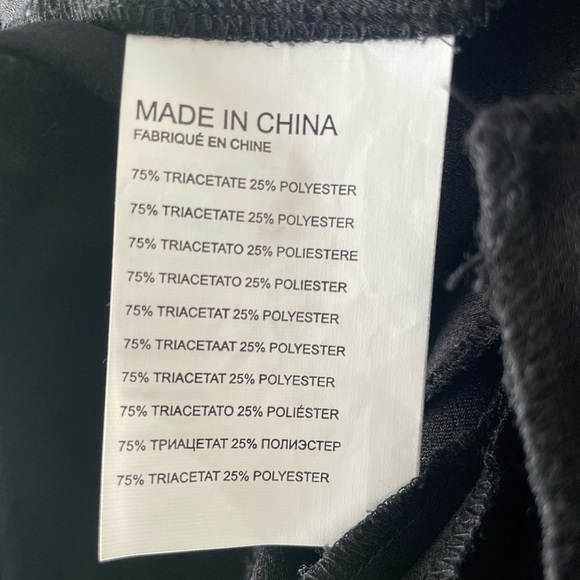 MADE IN CHINA
FABRIQUÉ EN CHINE
75% TRIACETATE 25% POLYESTER
75% TRIACETATE 25% POLYESTER
75% TRIACETATO 25% POLIESTERE
75% TRIACETATO 25% POLIESTER
75% TRIACETAT 25% POLYESTER
75% TRIACETAAT 25% POLYESTER
75% TRIACETAT 25% POLYESTER
75% TRIACETATO 25% POLIÉSTER
75% ТРИАЦЕТАТ 25% ПОЛИЭСТЕР
75% TRIACETAT 25% POLYESTER